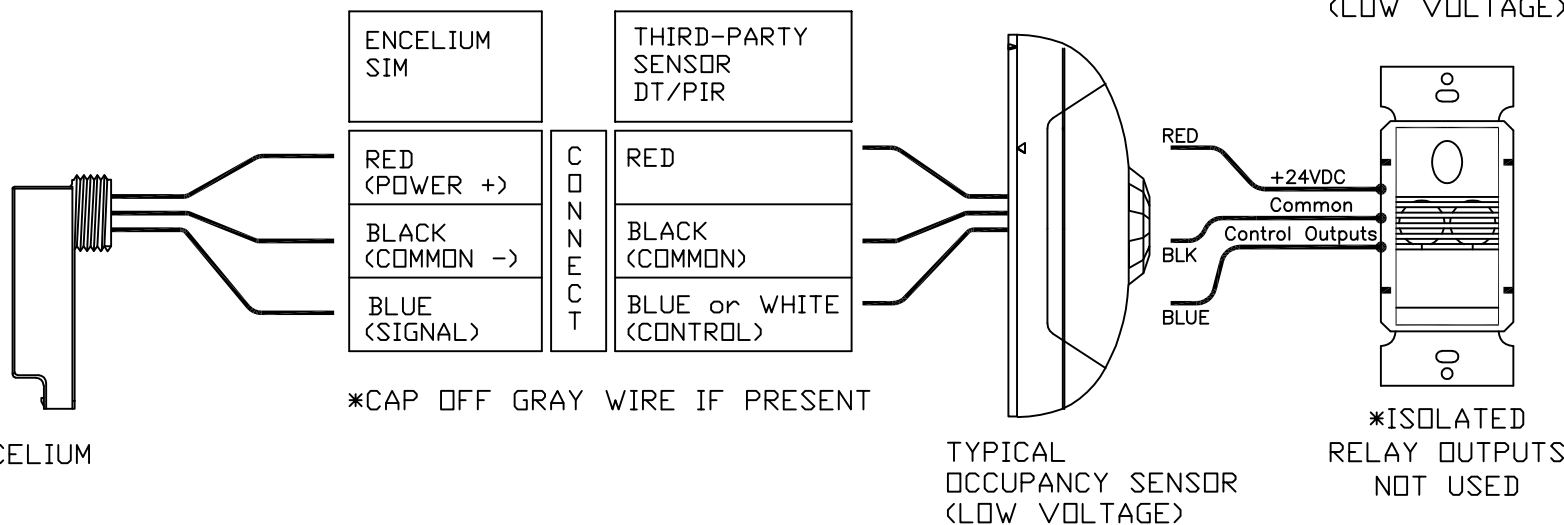 (LOW VOLTAGE)
ENCELIUM
SIM
THIRD-PARTY
SENSOR
DT/PIR
RED
(POWER +)
BLACK
(COMMON -)
BLUE
(SIGNAL)
CONNECT
RED
BLACK
(COMMON)
BLUE or WHITE
(CONTROL)
*CAP OFF GRAY WIRE IF PRESENT
CELIUM
TYPICAL
OCCUPANCY SENSOR
(LOW VOLTAGE)
RED
+24VDC
Common
Control Outputs
BLK
BLUE
*ISOLATED
RELAY OUTPUTS
NOT USED